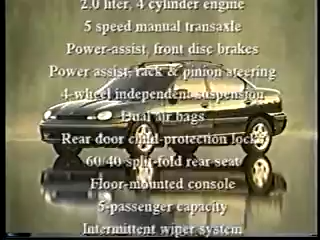 2.0 liter, 4 cylinder engine
5 speed manual transaxle
Power-assist, front disc brakes
Power assist, rack & pinion steering
4-wheel independent suspension
Dual air bags
Rear door child-protection locks
60/40 split-fold rear seat
Floor-mounted console
5-passenger capacity
Intermittent wiper system